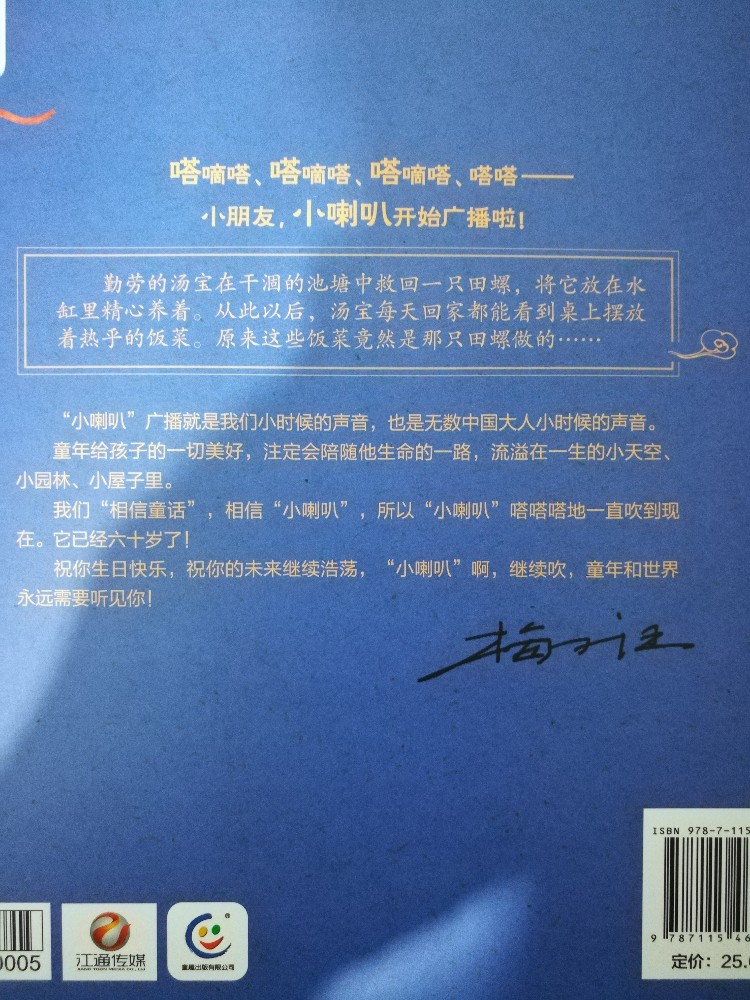 嗒嘀嗒、嗒嘀嗒、嗒嘀嗒、嗒嗒——
小朋友，小喇叭开始广播啦！
勤劳的汤宝在干涸的池塘中救回一只田螺，将它放在水
缸里精心养着。从此以后，汤宝每天回家都能看到桌上摆放
着热乎的饭菜。原来这些饭菜竟然是那只田螺做的……
“小喇叭”广播就是我们小时候的声音，也是无数中国大人小时候的声音。
童年给孩子的一切美好，注定会陪随他生命的一路，流溢在一生的小天空、
小园林、小屋子里。
我们“相信童话”，相信“小喇叭”，所以“小喇叭”嗒嗒嗒地一直吹到现
在。它已经六十岁了！
祝你生日快乐，祝你的未来继续浩荡，“小喇叭”啊，继续吹，童年和世界
永远需要听见你！
梅子涵
ISBN 978-7-115
9 787115 46
定价：25.
0005
江通传媒
童趣出版有限公司